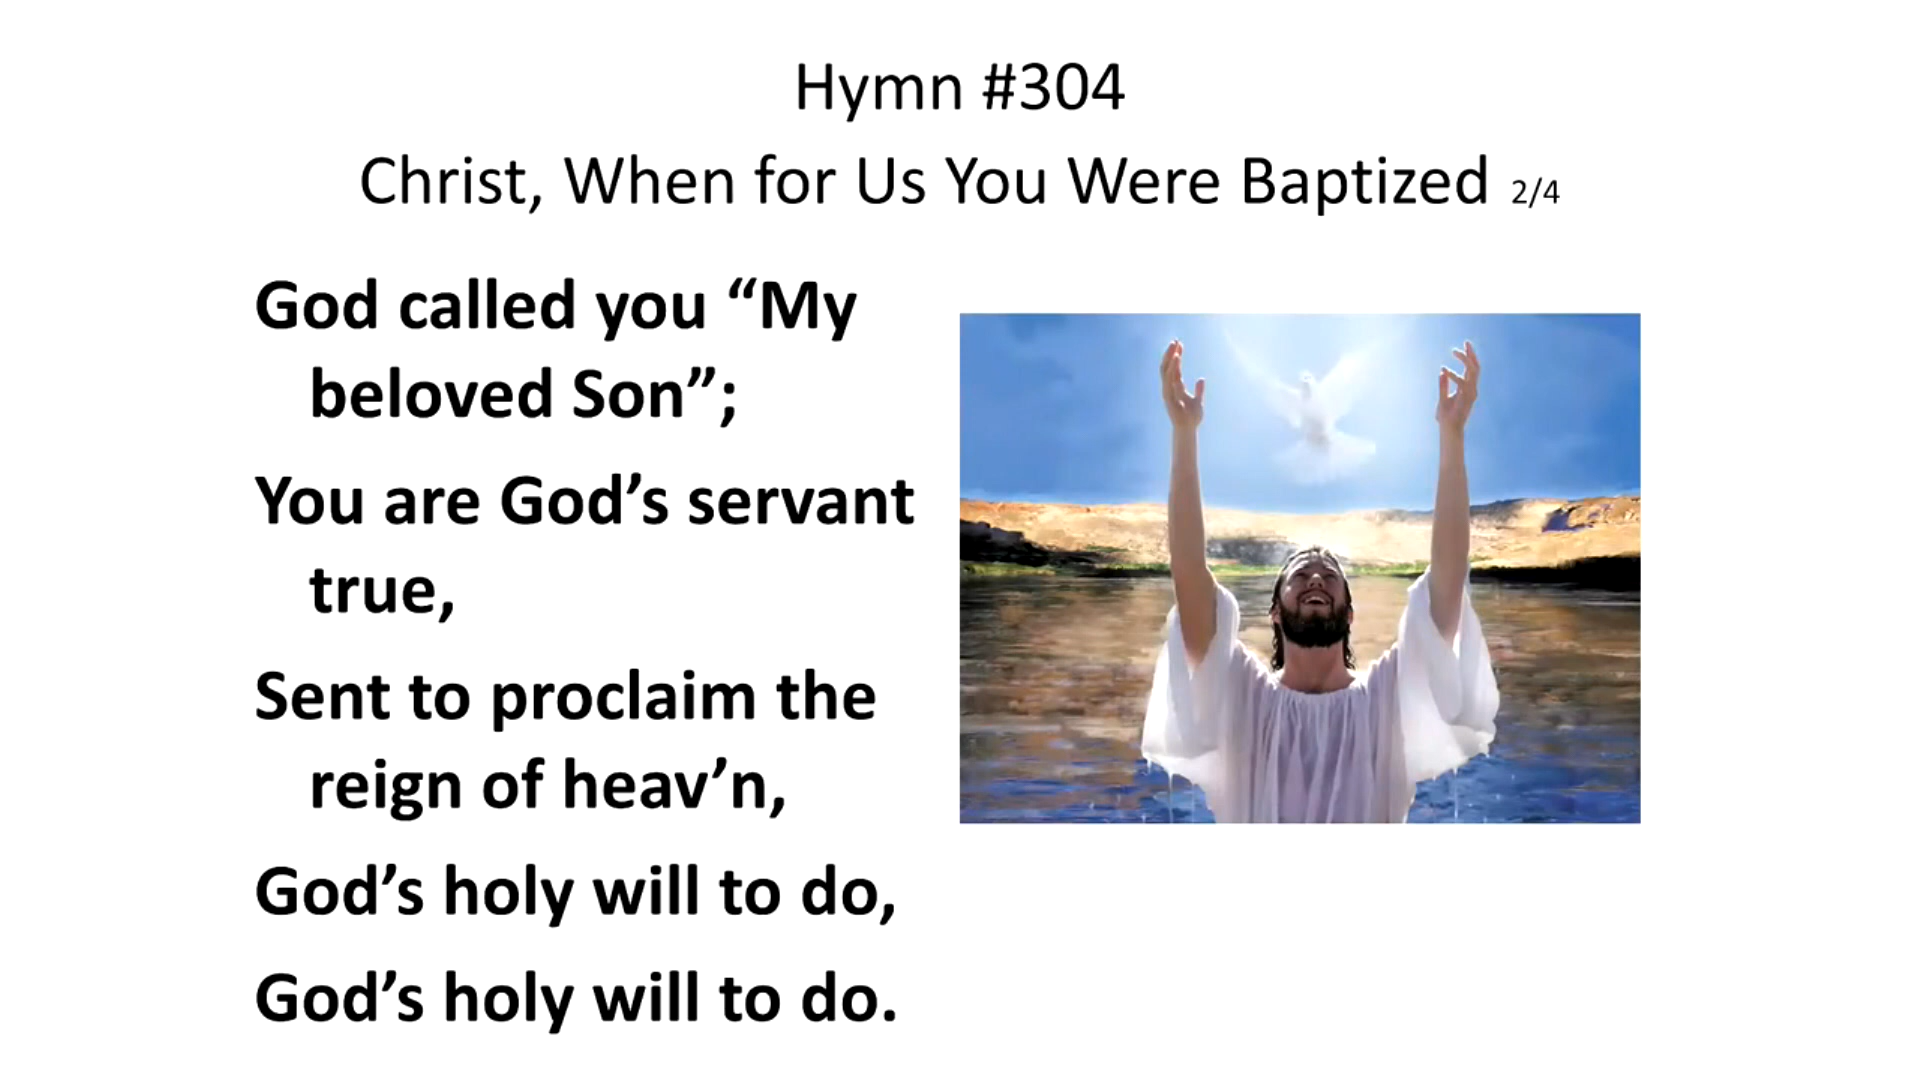 Hymn #304
Christ, When for Us You Were Baptized 2/4
God called you “My
beloved Son”;
You are God’s servant
true,
Sent to proclaim the
reign of heav’n,
God’s holy will to do,
God’s holy will to do.